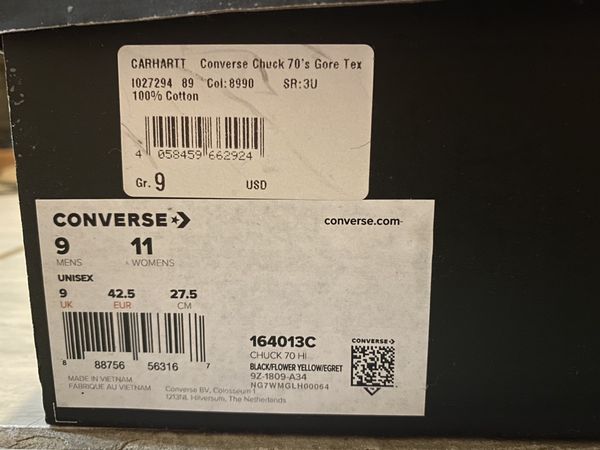 CARHARTT Converse Chuck 70's Gore Tex
I027294 89 Col:8990 SR:3U
100% Cotton
4 058459 662924
Gr. 9 USD
CONVERSE converse.com
9 11
MENS WOMENS
UNISEX
9 42.5 27.5
UK EUR CM
8 88756 56316 7
164013C
CHUCK 70 HI
BLACK/FLOWER YELLOW/EGRET
9Z-1809-A34
NG7WMGLH00064
CONVERSE
MADE IN VIETNAM
FABRIQUE AU VIETNAM
Converse BV, Colosseum 1
1213NL Hilversum, The Netherlands